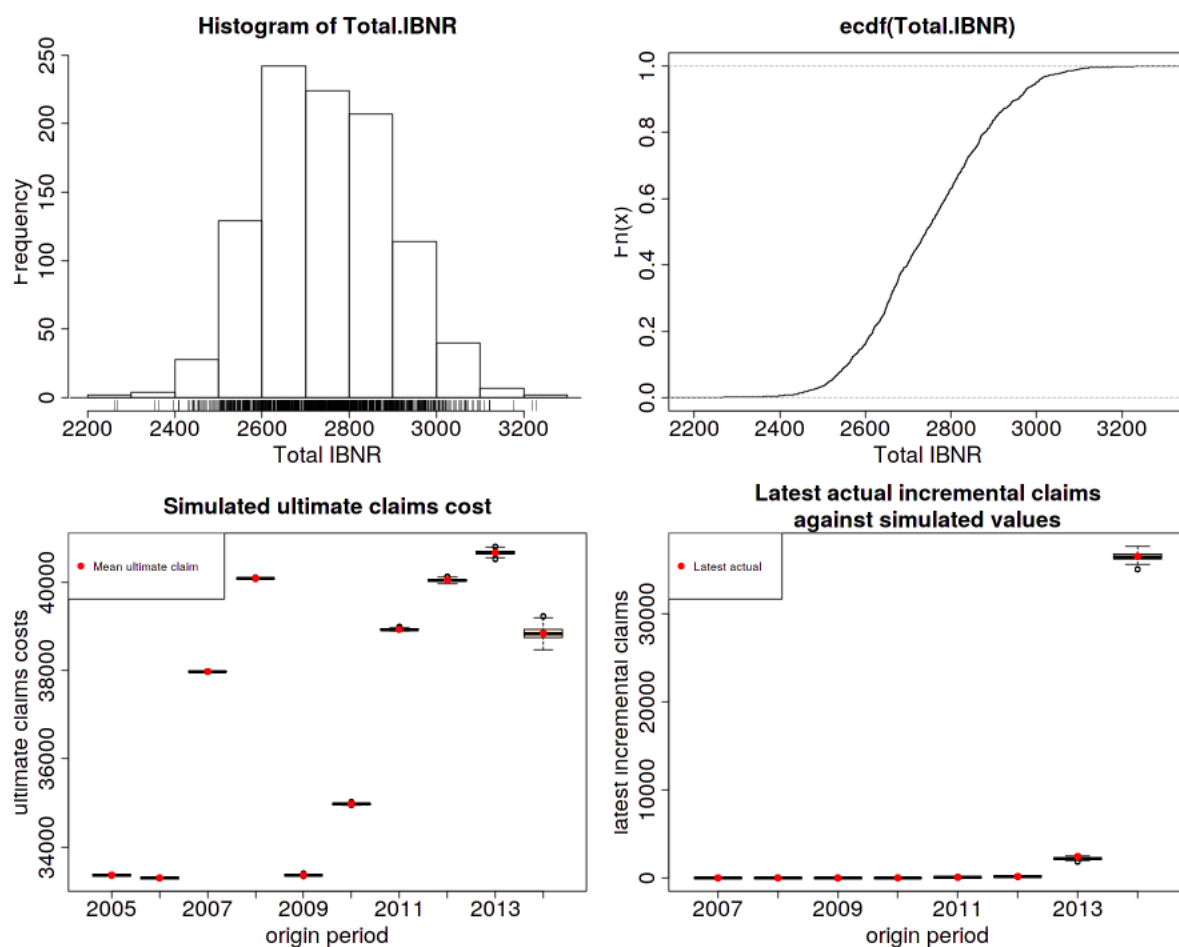 Histogram of Total.IBNR
Frequency
250
200
150
100
50
0
2200 2400 2600 2800 3000 3200
Total IBNR
ecdf(Total.IBNR)
Fn(x)
1.0
0.8
0.6
0.4
0.2
0.0
2200 2400 2600 2800 3000 3200
Total IBNR
Simulated ultimate claims cost
Mean ultimate claim
ultimate claims costs
40000
38000
36000
34000
2005 2007 2009 2011 2013
origin period
Latest actual incremental claims
against simulated values
Latest actual
latest incremental claims
30000
20000
10000
0
2007 2009 2011 2013
origin period